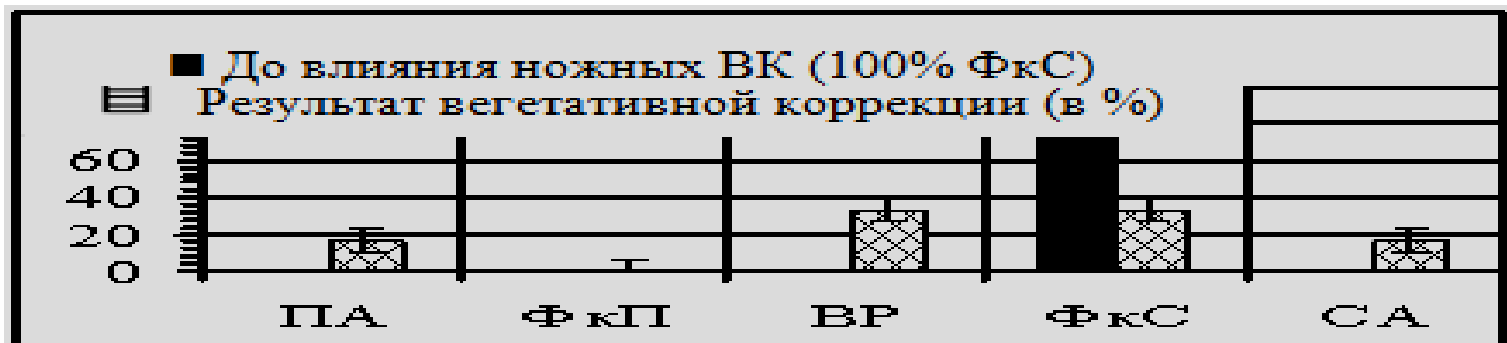 До влияния ножных ВК (100% ФкС)
Результат вегетативной коррекции (в %)
60
40
20
0
ПА ФкП ВР ФкС СА